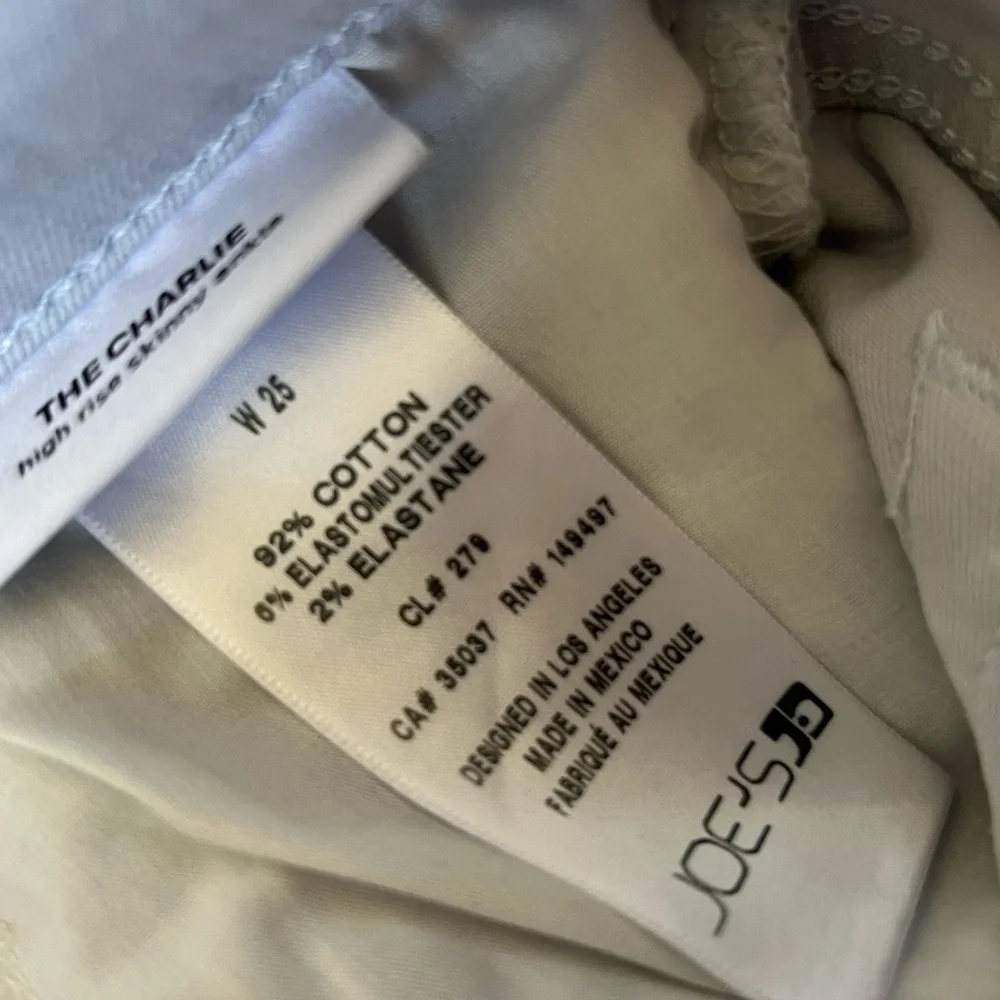 THE CHARLIE
high rise skinny ankle
W 25
92% COTTON
6% ELASTOMULTIESTER
2% ELASTANE
CL# 279
CA# 35037 RN# 149497
DESIGNED IN LOS ANGELES
MADE IN MEXICO
FABRIQUÉ AU MEXIQUE
JOE'S